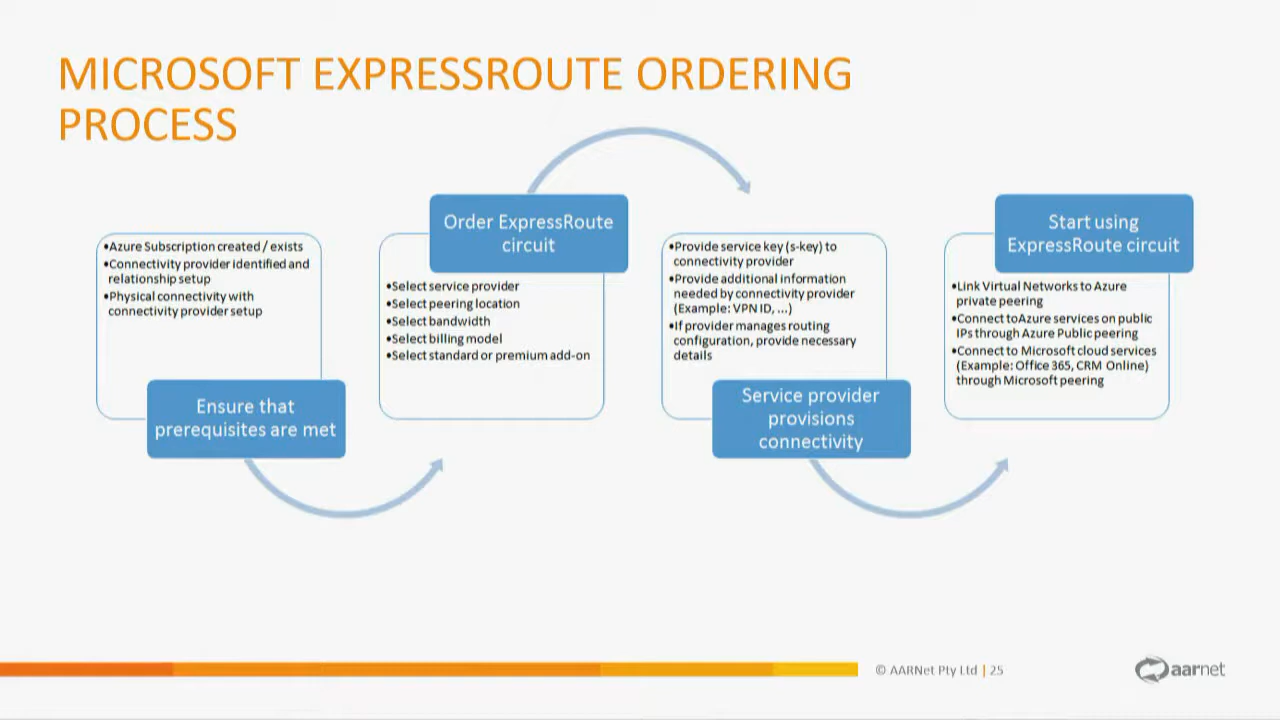 MICROSOFT EXPRESSROUTE ORDERING
PROCESS
•Azure Subscription created / exists
•Connectivity provider identified and
relationship setup
•Physical connectivity with
connectivity provider setup
Ensure that
prerequisites are met
Order ExpressRoute
circuit
•Select service provider
•Select peering location
•Select bandwidth
•Select billing model
•Select standard or premium add-on
•Provide service key (s-key) to
connectivity provider
•Provide additional information
needed by connectivity provider
(Example: VPN ID, ...)
•If provider manages routing
configuration, provide necessary
details
Service provider
provisions
connectivity
Start using
ExpressRoute circuit
•Link Virtual Networks to Azure
private peering
•Connect toAzure services on public
IPs through Azure Public peering
•Connect to Microsoft cloud services
(Example: Office 365, CRM Online)
through Microsoft peering
© AARNet Pty Ltd | 25
aarnet